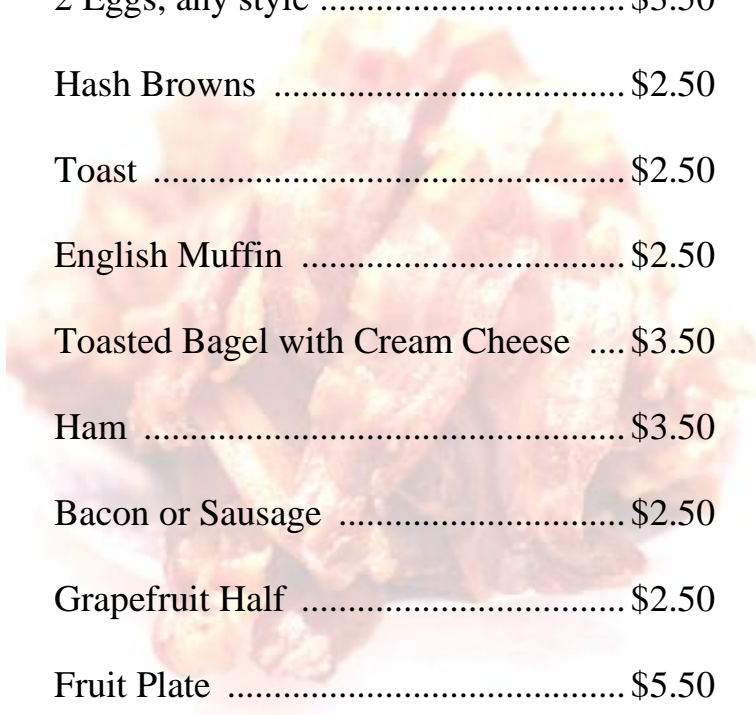 2 Eggs, any style ................................. $3.50
Hash Browns ...................................... $2.50
Toast ................................................... $2.50
English Muffin ................................... $2.50
Toasted Bagel with Cream Cheese .... $3.50
Ham .................................................... $3.50
Bacon or Sausage ............................... $2.50
Grapefruit Half ................................... $2.50
Fruit Plate ........................................... $5.50